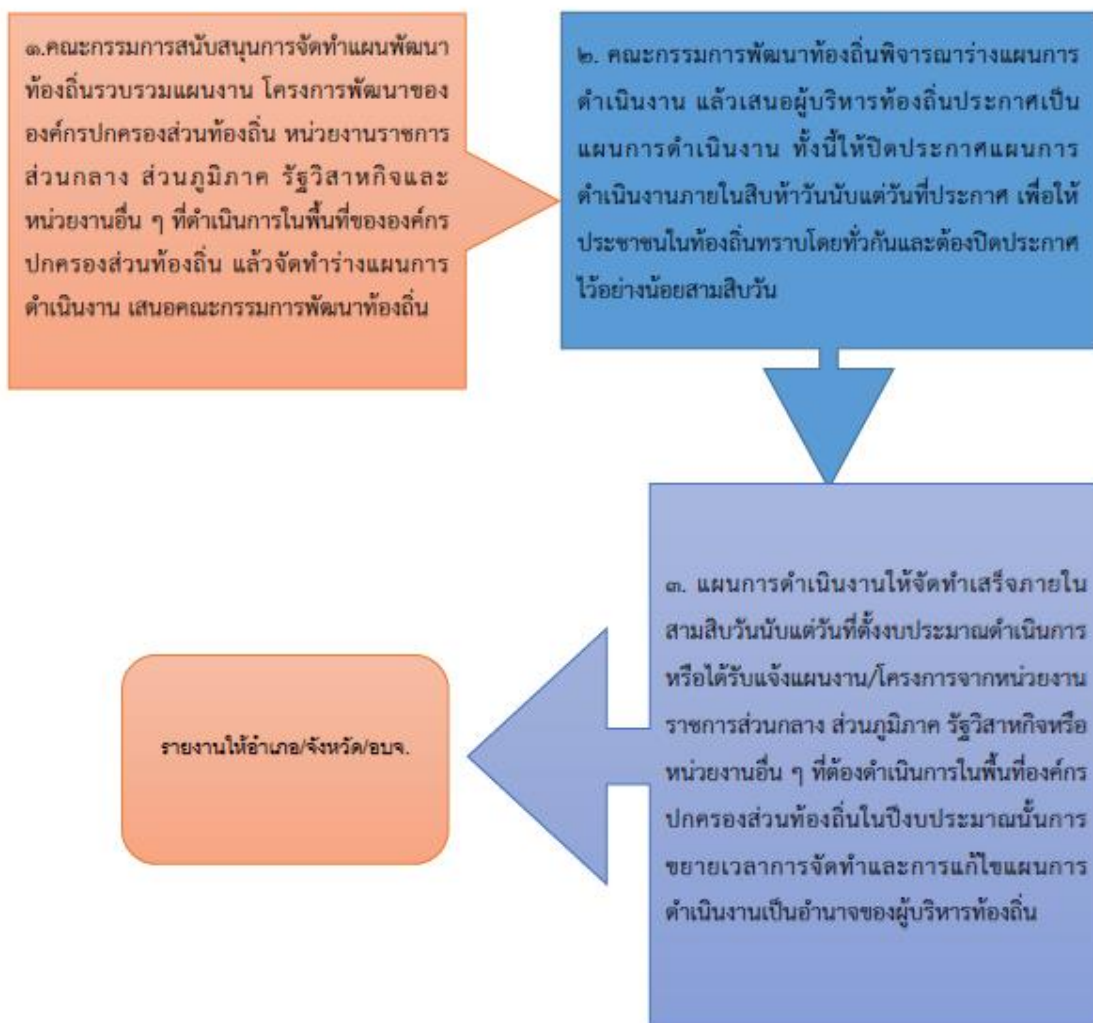 ๑.คณะกรรมการสนับสนุนการจัดทำแผนพัฒนา
ท้องถิ่นรวบรวมแผนงาน โครงการพัฒนาของ
องค์กรปกครองส่วนท้องถิ่น หน่วยงานราชการ
ส่วนกลาง ส่วนภูมิภาค รัฐวิสาหกิจและ
หน่วยงานอื่น ๆ ที่ดำเนินการในพื้นที่ขององค์กร
ปกครองส่วนท้องถิ่น แล้วจัดทำร่างแผนการ
ดำเนินงาน เสนอคณะกรรมการพัฒนาท้องถิ่น
๒. คณะกรรมการพัฒนาท้องถิ่นพิจารณาร่างแผนการ
ดำเนินงาน แล้วเสนอผู้บริหารท้องถิ่นประกาศเป็น
แผนการดำเนินงาน ทั้งนี้ให้ปิดประกาศแผนการ
ดำเนินงานภายในสิบห้าวันนับแต่วันที่ประกาศ เพื่อให้
ประชาชนในท้องถิ่นทราบโดยทั่วกันและต้องปิดประกาศ
ไว้อย่างน้อยสามสิบวัน
๓. แผนการดำเนินงานให้จัดทำเสร็จภายใน
สามสิบวันนับแต่วันที่ตั้งงบประมาณดำเนินการ
หรือได้รับแจ้งแผนงาน/โครงการจากหน่วยงาน
ราชการส่วนกลาง ส่วนภูมิภาค รัฐวิสาหกิจหรือ
หน่วยงานอื่น ๆ ที่ต้องดำเนินการในพื้นที่องค์กร
ปกครองส่วนท้องถิ่นในปีงบประมาณนั้นการ
ขยายเวลาการจัดทำและการแก้ไขแผนการ
ดำเนินงานเป็นอำนาจของผู้บริหารท้องถิ่น
รายงานให้อำเภอ/จังหวัด/อบจ.